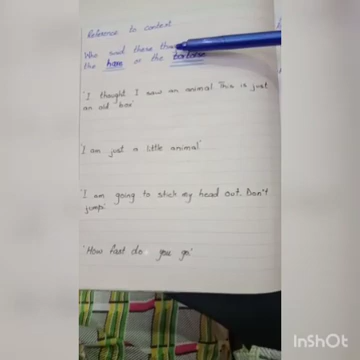 Reference to context
Who said these
the hare or the tortoise
'I thought I saw an animal. This is just
an old box'
'I am just a little animal'
'I am going to stick my head out. Don't
jump.'
'How fast do you go'
InShOt